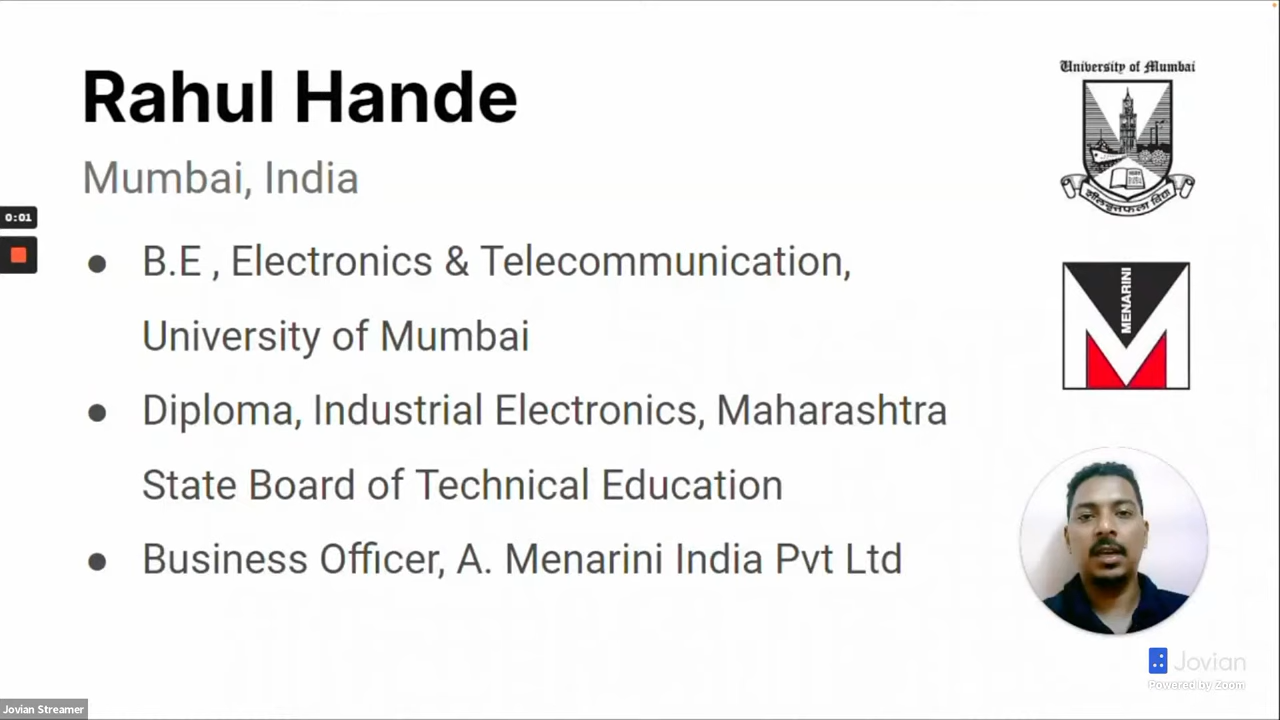 Rahul Hande
Mumbai, India
● B.E , Electronics & Telecommunication,
University of Mumbai
● Diploma, Industrial Electronics, Maharashtra
State Board of Technical Education
● Business Officer, A. Menarini India Pvt Ltd
University of Mumbai
MENARINI
0:01
Jovian
Powered by Zoom
Jovian Streamer